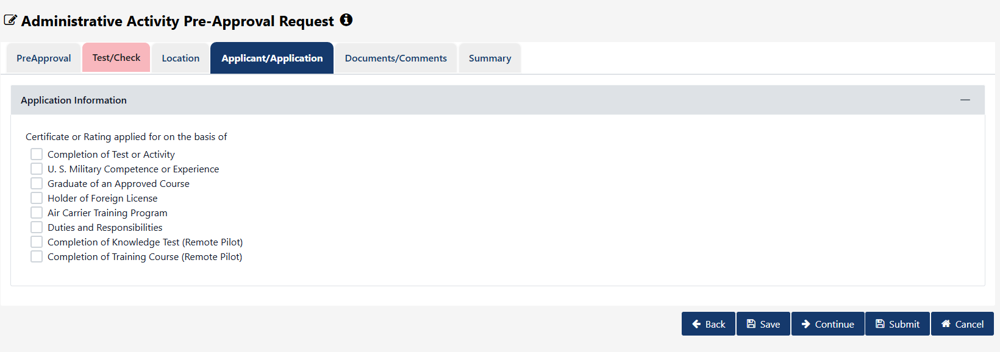 Administrative Activity Pre-Approval Request
PreApproval Test/Check Location Applicant/Application Documents/Comments Summary
Application Information
Certificate or Rating applied for on the basis of
Completion of Test or Activity
U. S. Military Competence or Experience
Graduate of an Approved Course
Holder of Foreign License
Air Carrier Training Program
Duties and Responsibilities
Completion of Knowledge Test (Remote Pilot)
Completion of Training Course (Remote Pilot)
Back Save Continue Submit Cancel